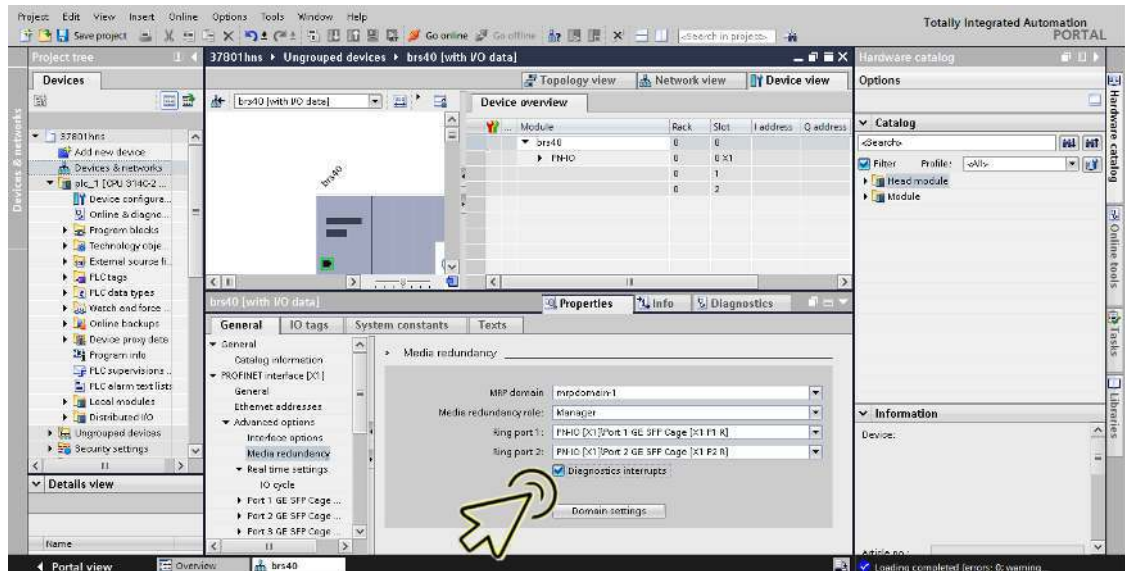 Project Edit View Insert Online Options Tools Window Help
Totally Integrated Automation
PORTAL
Save project Go online Go offline <Search in project>
Project tree
37801hns Ungrouped devices brs40 [with I/O data]
Hardware catalog
Devices
Topology view Network view Device view
Options
brs40 [with I/O data]
Device overview
... Module Rack Slot I address Q address
brs40 0 0
PN-IO 0 0 X1
0 1
0 2
brs40
Catalog
<Search>
Filter Profile: <All>
Head module
Module
37801hns
Add new device
Devices & networks
plc_1 [CPU 314C-2 ...
Device configura...
Online & diagno...
Program blocks
Technology obje...
External source fi...
PLC tags
PLC data types
Watch and force ...
Online backups
Device proxy data
Program info
PLC supervisions ...
PLC alarm text lists
Local modules
Distributed I/O
Ungrouped devices
Security settings
Details view
Name
Devices & networks
brs40 [with I/O data]
Properties Info Diagnostics
General IO tags System constants Texts
General
Catalog information
PROFINET interface [X1]
General
Ethernet addresses
Advanced options
Interface options
Media redundancy
Real time settings
IO cycle
Port 1 GE SFP Cage ...
Port 2 GE SFP Cage ...
Port 3 GE SFP Cage ...
Media redundancy
MRP domain mrpdomain-1
Media redundancy role: Manager
Ring port 1: PN-IO [X1]\Port 1 GE SFP Cage [X1 P1 R]
Ring port 2: PN-IO [X1]\Port 2 GE SFP Cage [X1 P2 R]
Diagnostics interrupts
Domain settings
Information
Device:
Article no.:
Hardware catalog
Online tools
Tasks
Libraries
Portal view Overview brs40
Loading completed (errors: 0; warning